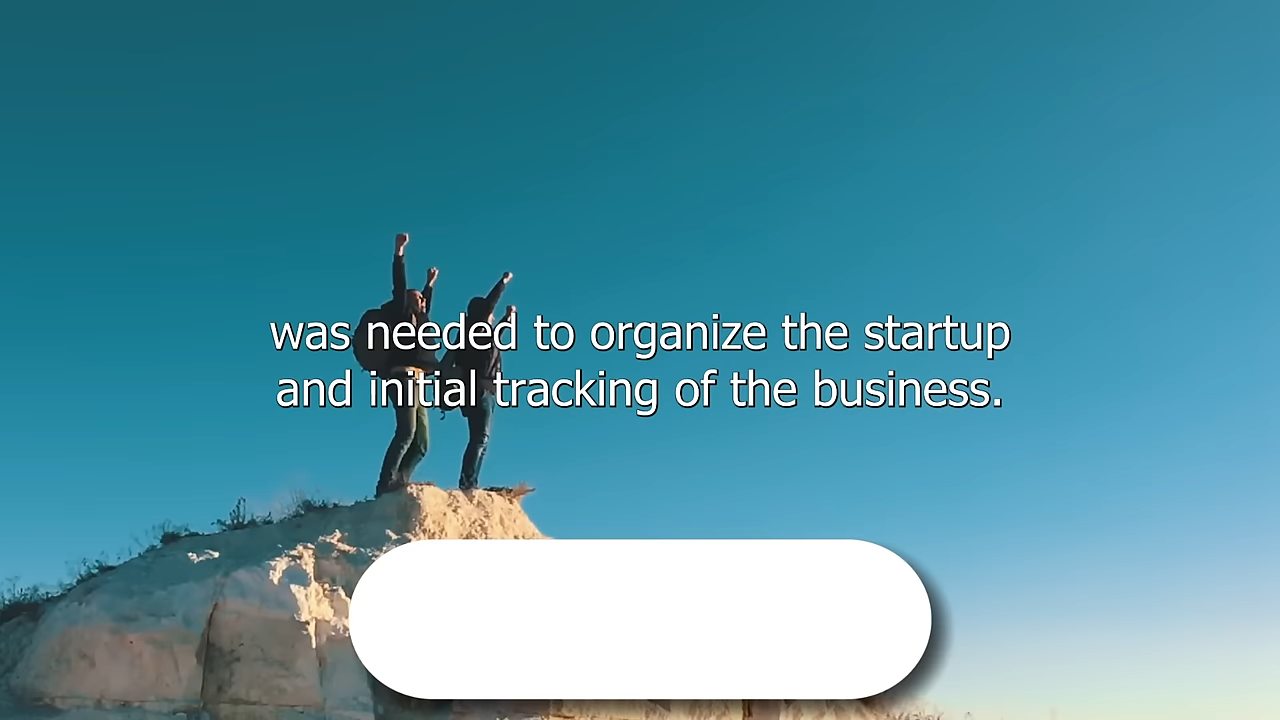 was needed to organize the startup
and initial tracking of the business.